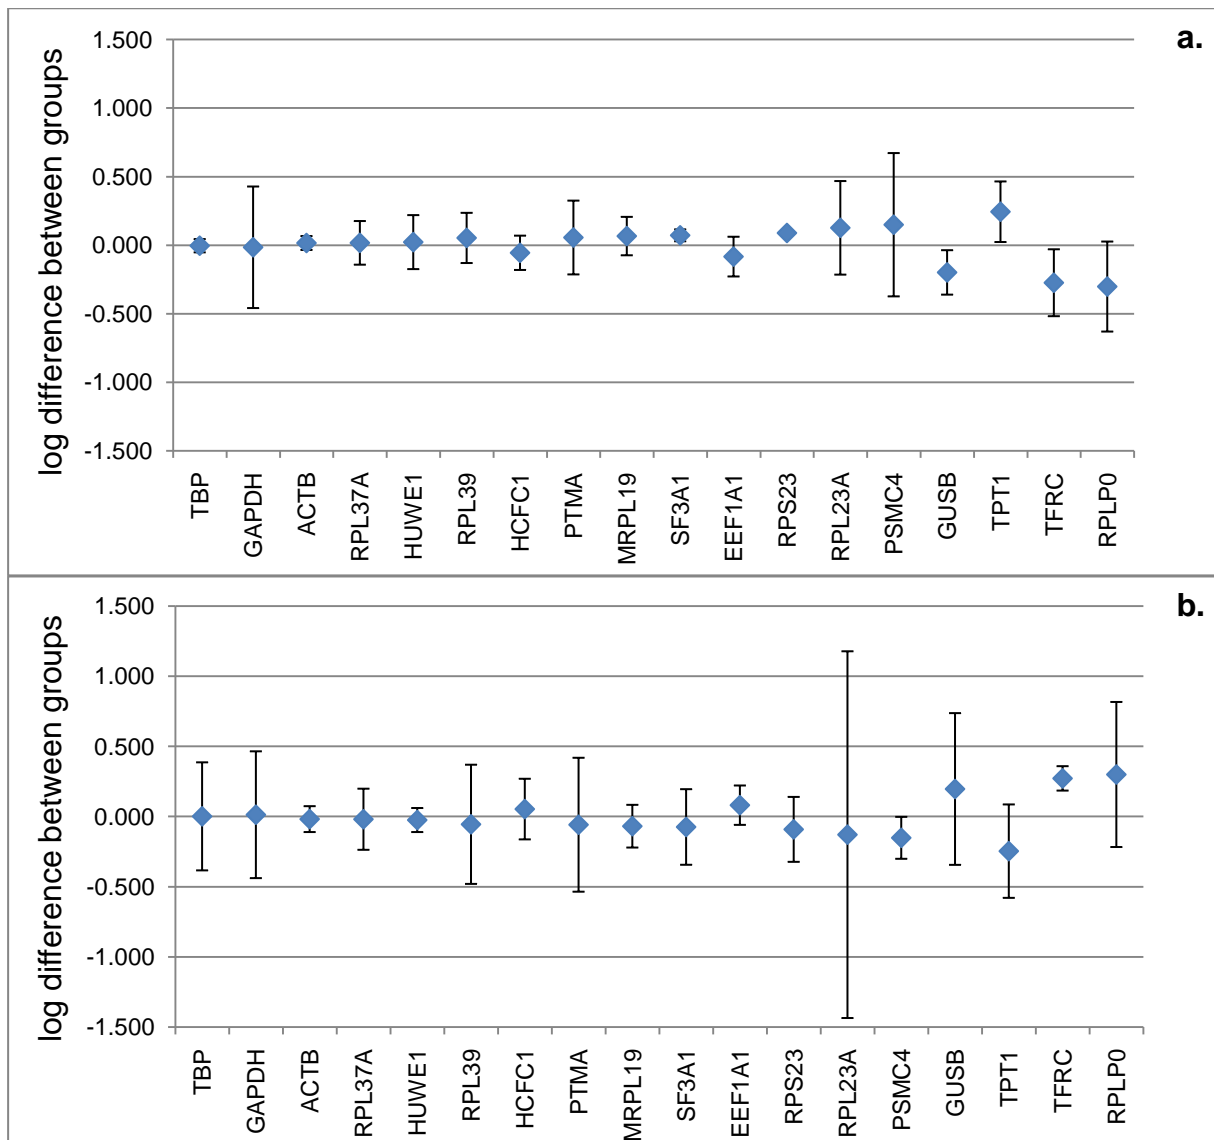 a.
log difference between groups
1.500
1.000
0.500
0.000
-0.500
-1.000
-1.500
TBP
GAPDH
ACTB
RPL37A
HUWE1
RPL39
HCFC1
PTMA
MRPL19
SF3A1
EEF1A1
RPS23
RPL23A
PSMC4
GUSB
TPT1
TFRC
RPLP0
b.
log difference between groups
1.500
1.000
0.500
0.000
-0.500
-1.000
-1.500
TBP
GAPDH
ACTB
RPL37A
HUWE1
RPL39
HCFC1
PTMA
MRPL19
SF3A1
EEF1A1
RPS23
RPL23A
PSMC4
GUSB
TPT1
TFRC
RPLP0